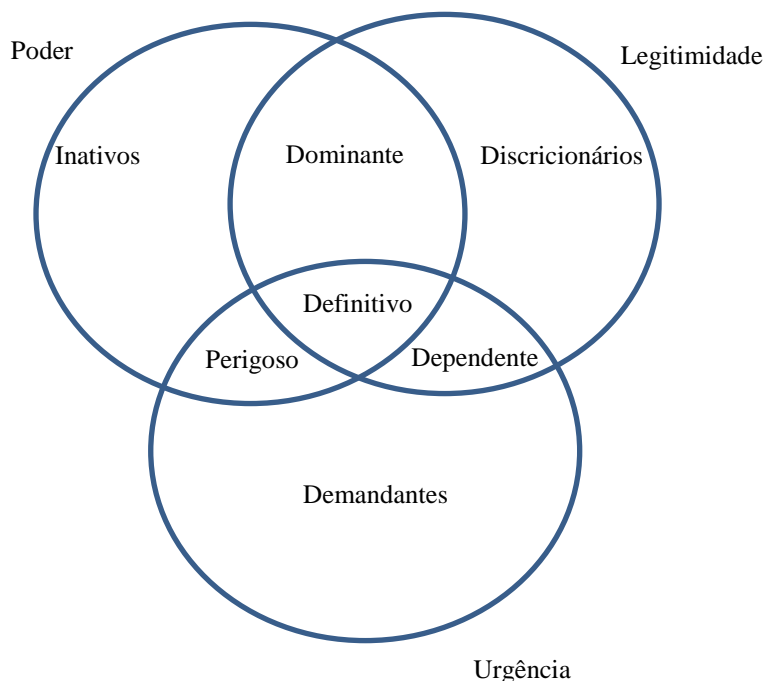 Poder
Legitimidade
Inativos
Dominante
Discricionários
Definitivo
Perigoso
Dependente
Demandantes
Urgência